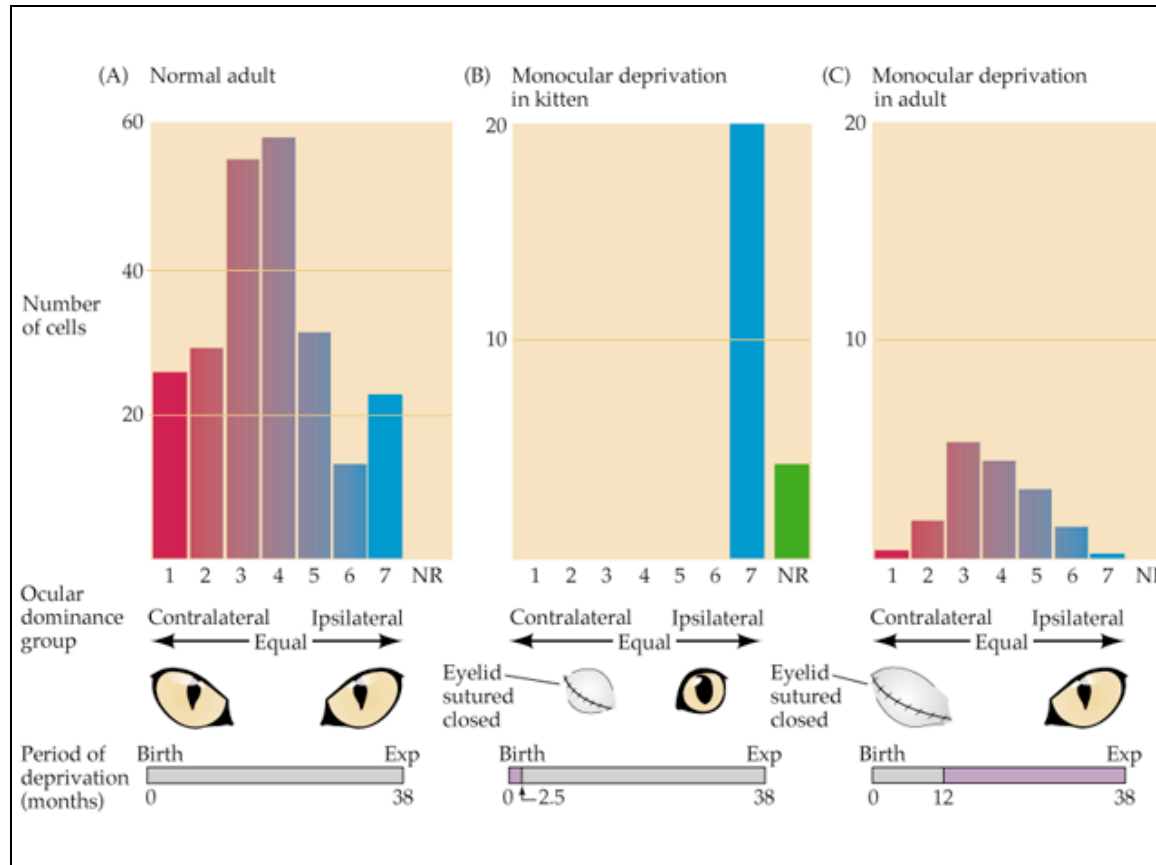 (A) Normal adult
60
40
20
Number
of cells
1 2 3 4 5 6 7 NR
Ocular
dominance
group
Contralateral Ipsilateral
Equal
Period of
deprivation
(months)
Birth Exp
0 38
(B) Monocular deprivation
in kitten
20
10
1 2 3 4 5 6 7 NR
Contralateral Ipsilateral
Equal
Eyelid
sutured
closed
Birth Exp
0 2.5 38
(C) Monocular deprivation
in adult
20
10
1 2 3 4 5 6 7
Contralateral Ipsilateral
Equal
Eyelid
sutured
closed
Birth Exp
0 12 38